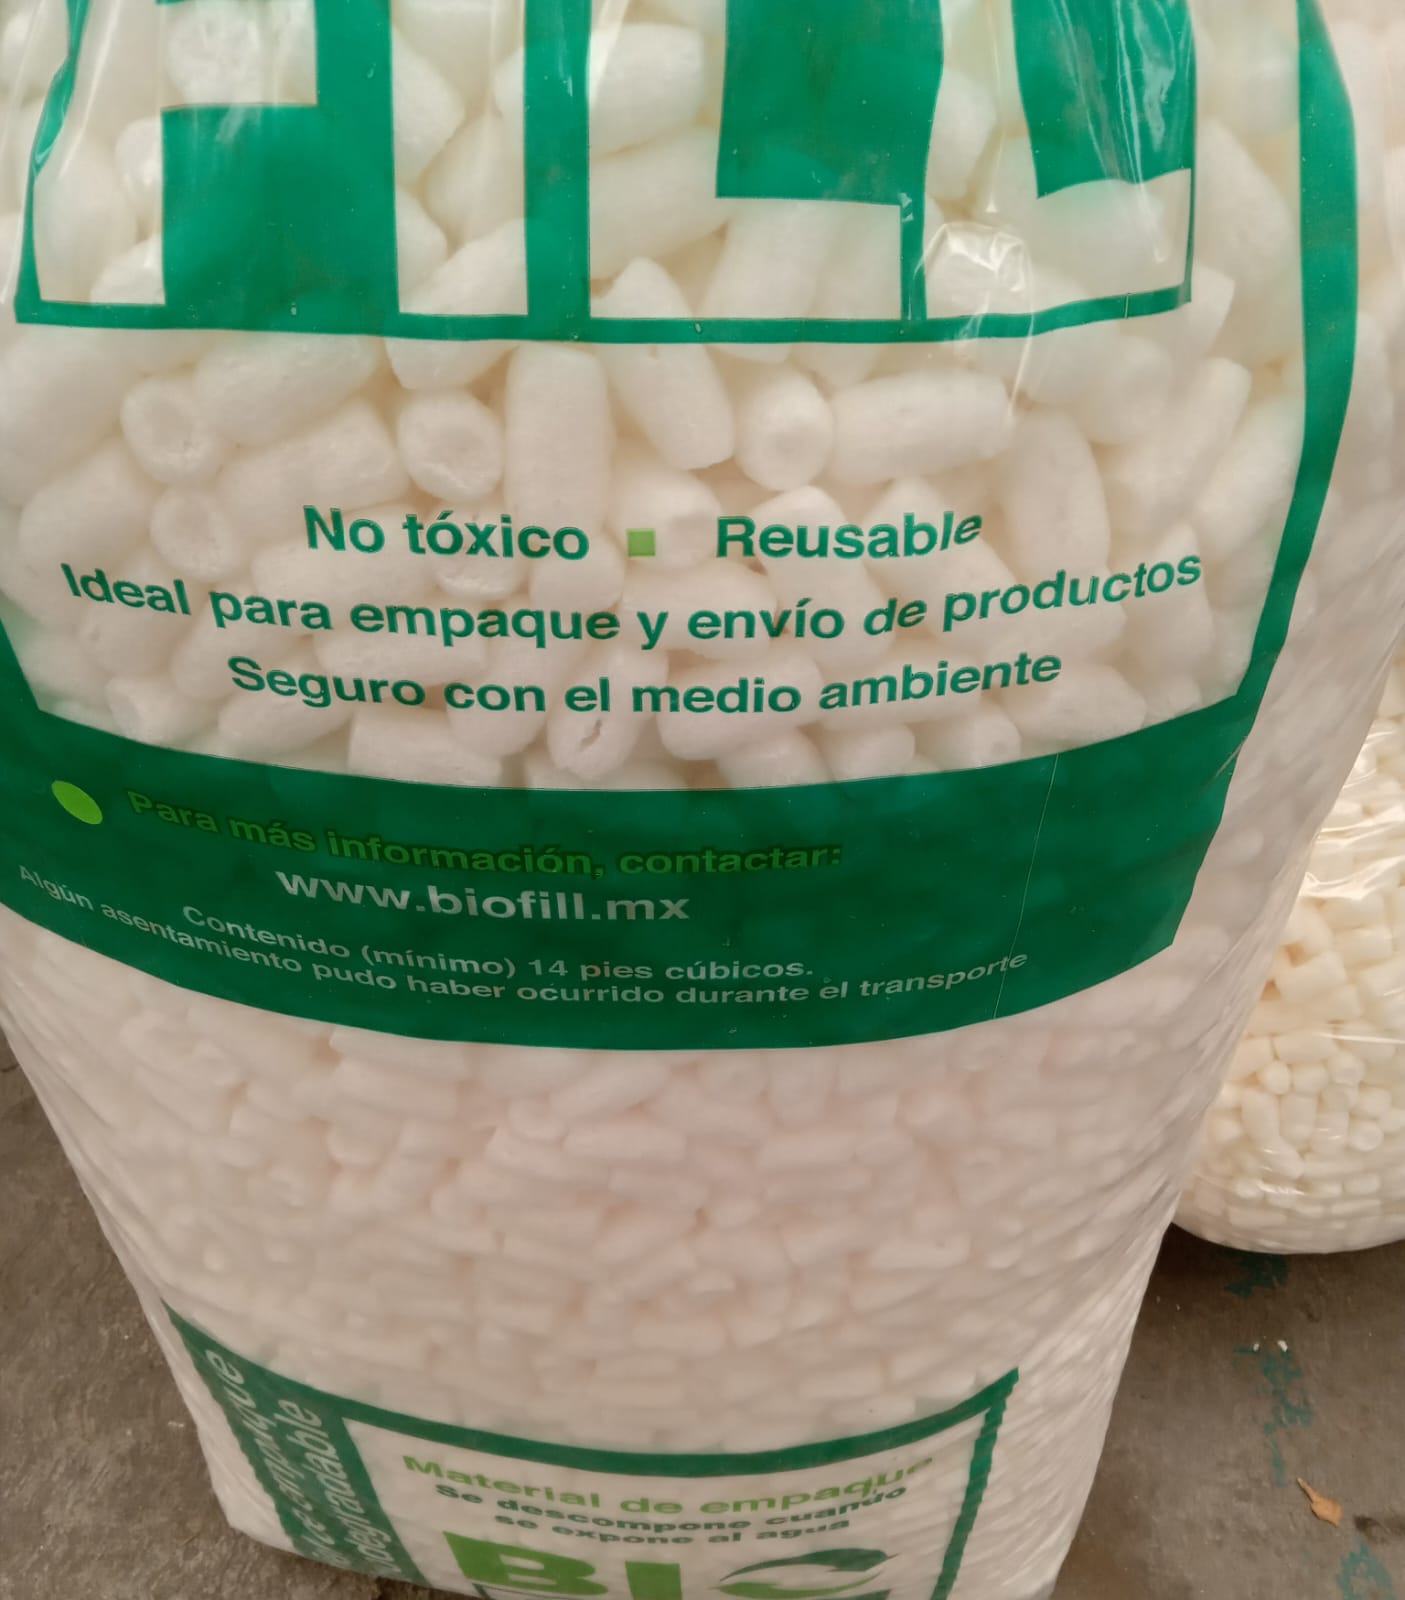 FILL
No tóxico ▪ Reusable
Ideal para empaque y envío de productos
Seguro con el medio ambiente
Para más información, contactar:
www.biofill.mx
Contenido (mínimo) 14 pies cúbicos.
Algún asentamiento pudo haber ocurrido durante el transporte
de empaque
Material de empaque
Se descompone cuando
se expone al agua
BIO